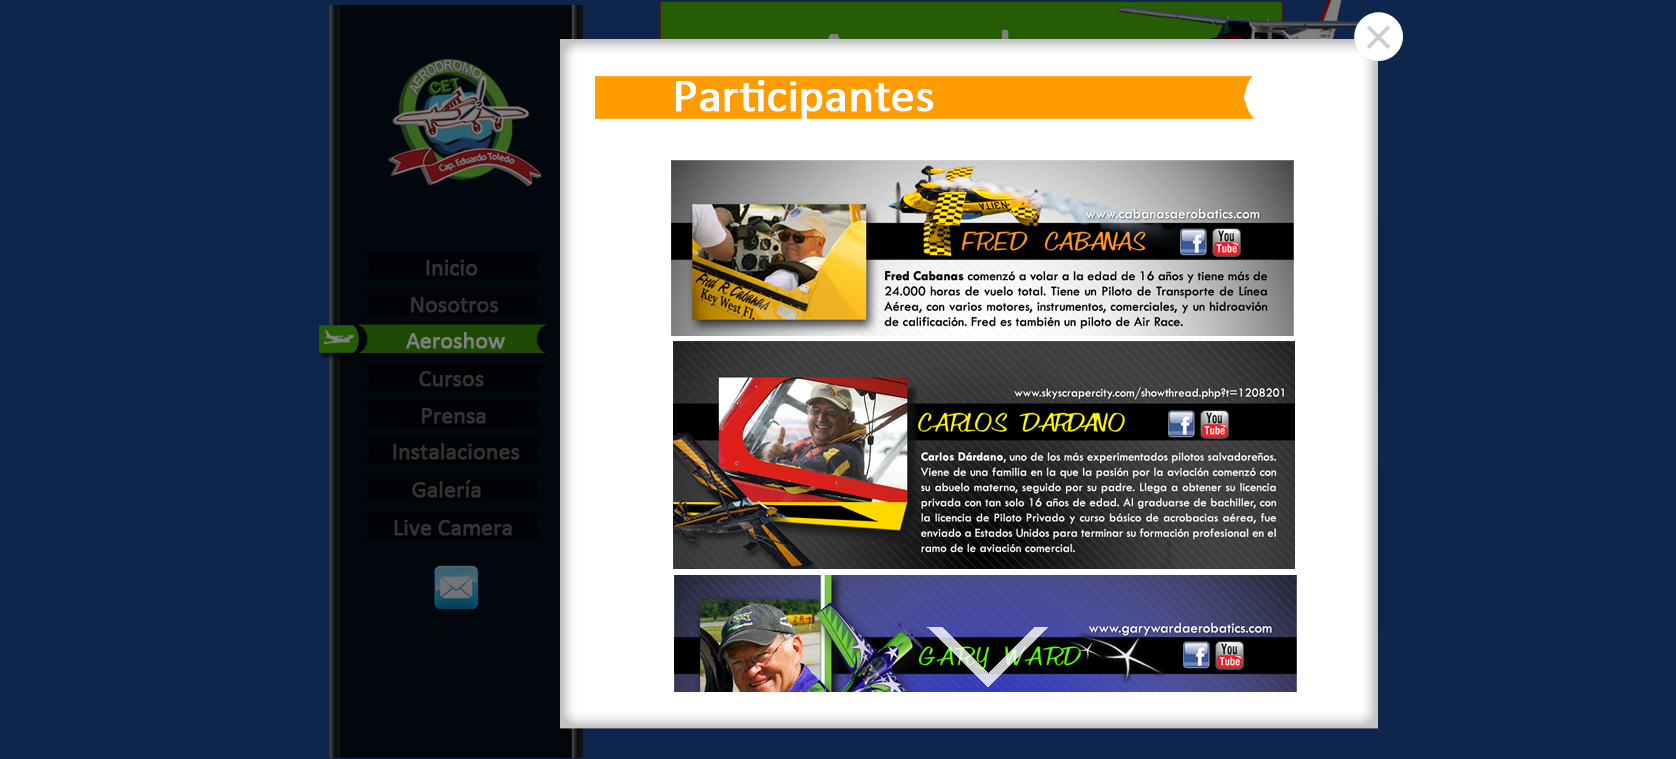 AERODROMO
CET
Cap. Eduardo Toledo
Inicio
Nosotros
Aeroshow
Cursos
Prensa
Instalaciones
Galería
Live Camera
Participantes
www.cabanasaerobatics.com
FRED CABANAS
You
Tube
Fred R. Cabanas
Key West Fl.
Fred Cabanas comenzó a volar a la edad de 16 años y tiene más de
24.000 horas de vuelo total. Tiene un Piloto de Transporte de Línea
Aérea, con varios motores, instrumentos, comerciales, y un hidroavión
de calificación. Fred es también un piloto de Air Race.
www.skyscrapercity.com/showthread.php?t=1208201
CARLOS DARDANO
You
Tube
Carlos Dárdano, uno de los más experimentados pilotos salvadoreños.
Viene de una familia en la que la pasión por la aviación comenzó con
su abuelo materno, seguido por su padre. Llega a obtener su licencia
privada con tan solo 16 años de edad. Al graduarse de bachiller, con
la licencia de Piloto Privado y curso básico de acrobacias aérea, fue
enviado a Estados Unidos para terminar su formación profesional en el
ramo de le aviación comercial.
www.garywardaerobatics.com
GARY WARD
You
Tube